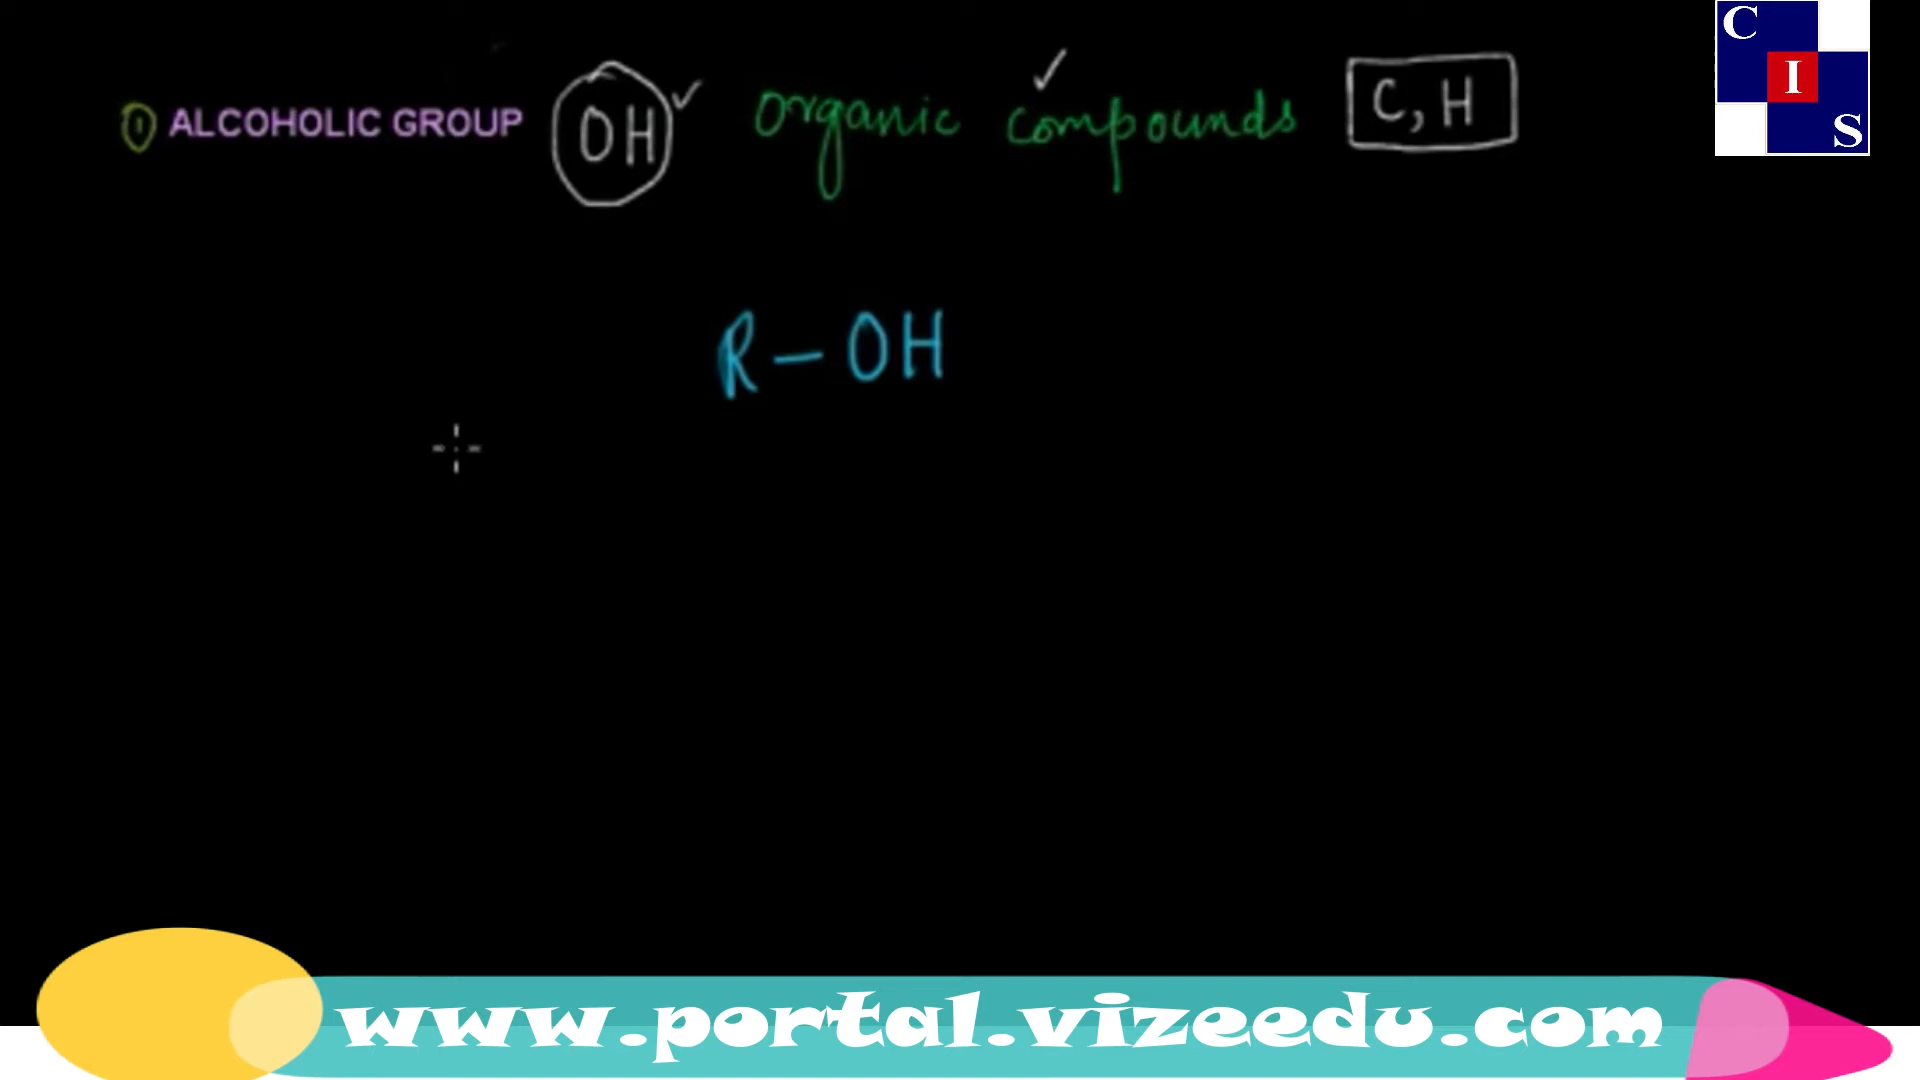 ① ALCOHOLIC GROUP OH ✓ Organic compounds ✓ C, H
C
I
S
R – OH
www.portal.vizeedu.com